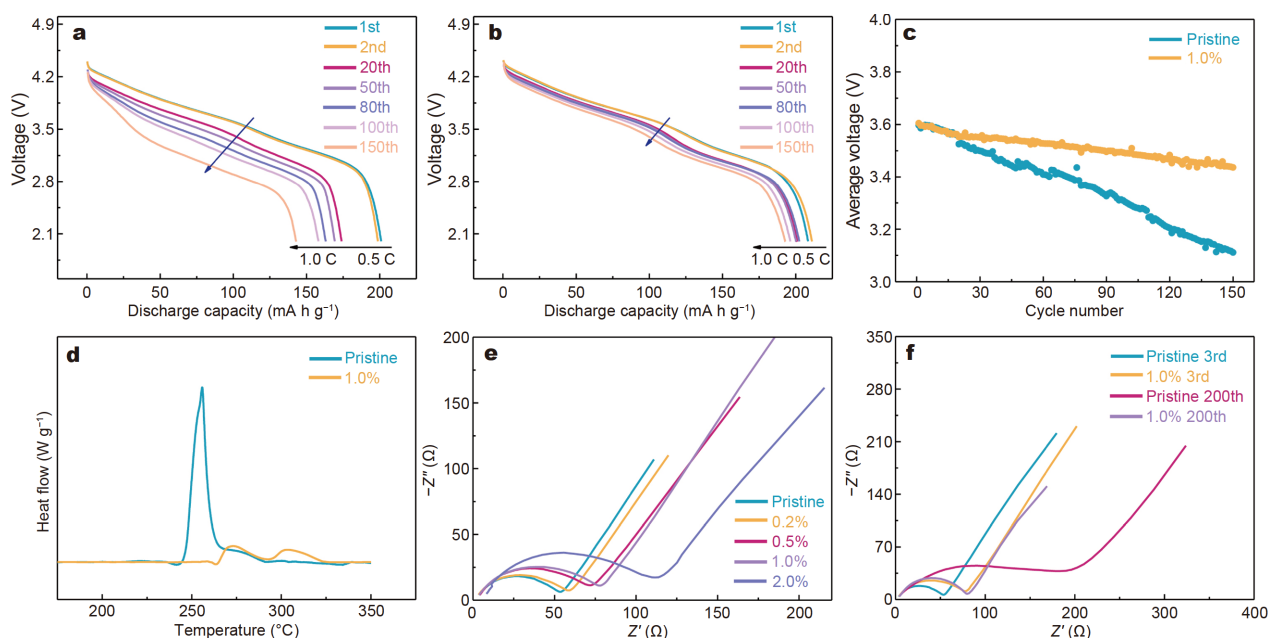 a
4.9
4.2
3.5
2.8
2.1
Voltage (V)
1st
2nd
20th
50th
80th
100th
150th
1.0 C
0.5 C
0
50
100
150
200
Discharge capacity (mA h g⁻¹)
b
4.9
4.2
3.5
2.8
2.1
Voltage (V)
1st
2nd
20th
50th
80th
100th
150th
1.0 C
0.5 C
0
50
100
150
200
Discharge capacity (mA h g⁻¹)
c
4.0
3.8
3.6
3.4
3.2
3.0
Average voltage (V)
Pristine
1.0%
0
30
60
90
120
150
Cycle number
d
Heat flow (W g⁻¹)
Pristine
1.0%
200
250
300
350
Temperature (°C)
e
200
150
100
50
0
−Z″ (Ω)
Pristine
0.2%
0.5%
1.0%
2.0%
0
50
100
150
200
Z′ (Ω)
f
350
280
210
140
70
0
−Z″ (Ω)
Pristine 3rd
1.0% 3rd
Pristine 200th
1.0% 200th
0
100
200
300
400
Z′ (Ω)